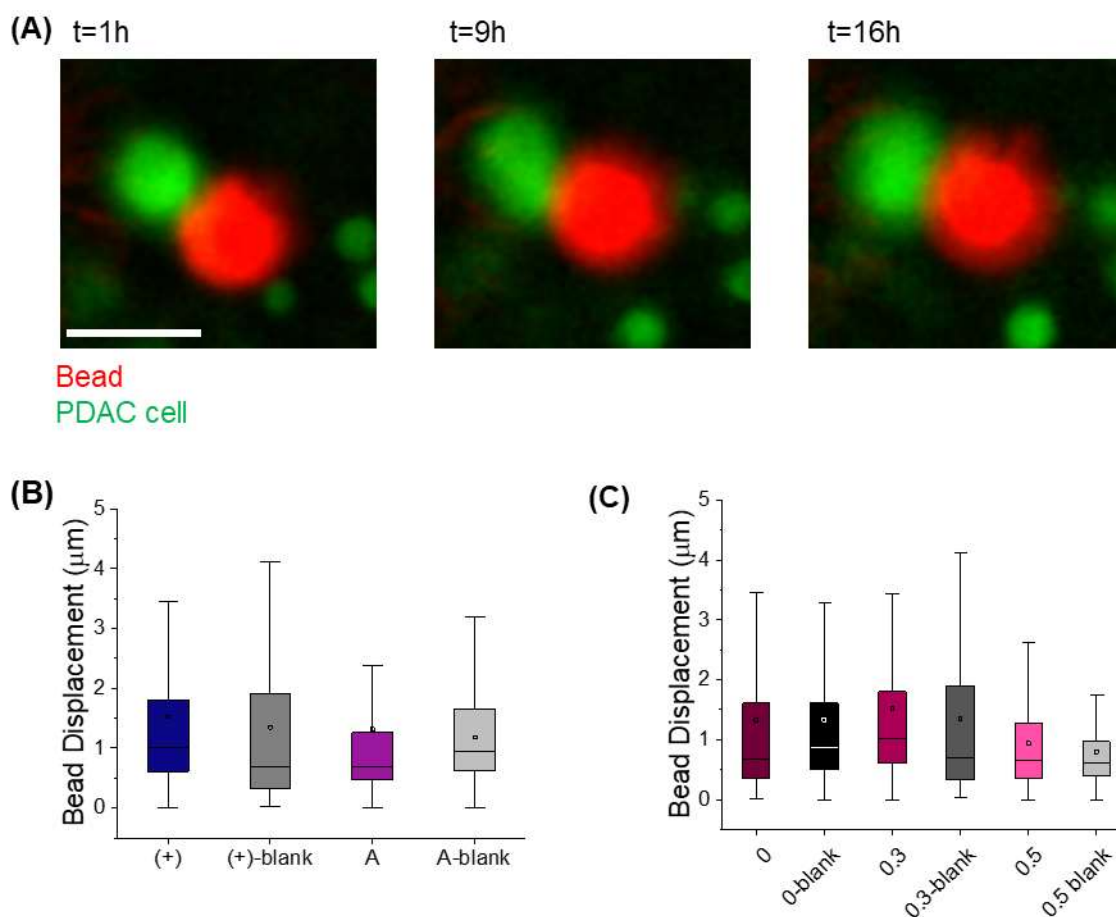 (A) t=1h t=9h t=16h
Bead
PDAC cell
(B)
Bead Displacement (μm)
5
4
3
2
1
0
(+) (+)-blank A A-blank
(C)
Bead Displacement (μm)
5
4
3
2
1
0
0 0-blank 0.3 0.3-blank 0.5 0.5 blank